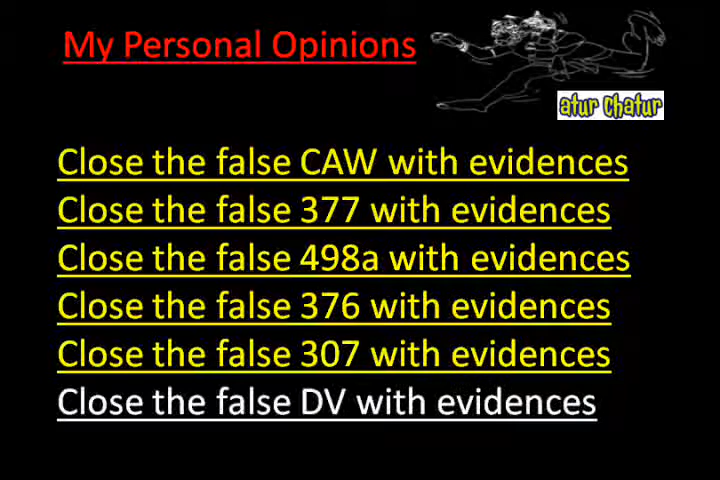 My Personal Opinions
atur chatur
Close the false CAW with evidences
Close the false 377 with evidences
Close the false 498a with evidences
Close the false 376 with evidences
Close the false 307 with evidences
Close the false DV with evidences